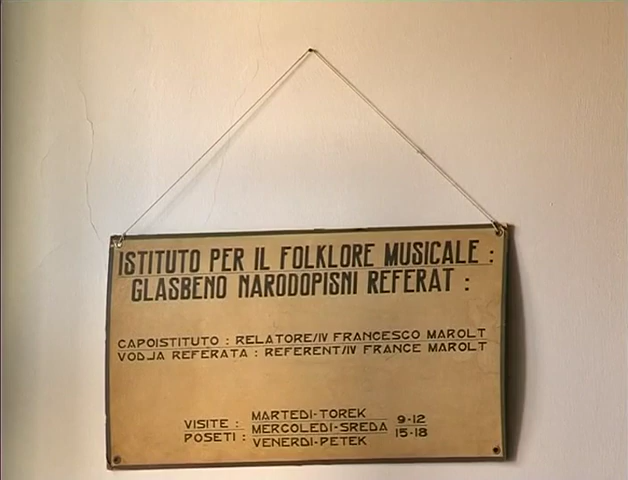 ISTITUTO PER IL FOLKLORE MUSICALE :
GLASBENO NARODOPISNI REFERAT :
CAPOISTITUTO : RELATORE/IV FRANCESCO MAROLT
VODJA REFERATA : REFERENT/IV FRANCE MAROLT
VISITE : MARTEDI-TOREK 9-12
MERCOLEDI-SREDA
POSETI : VENERDI-PETEK 15-18